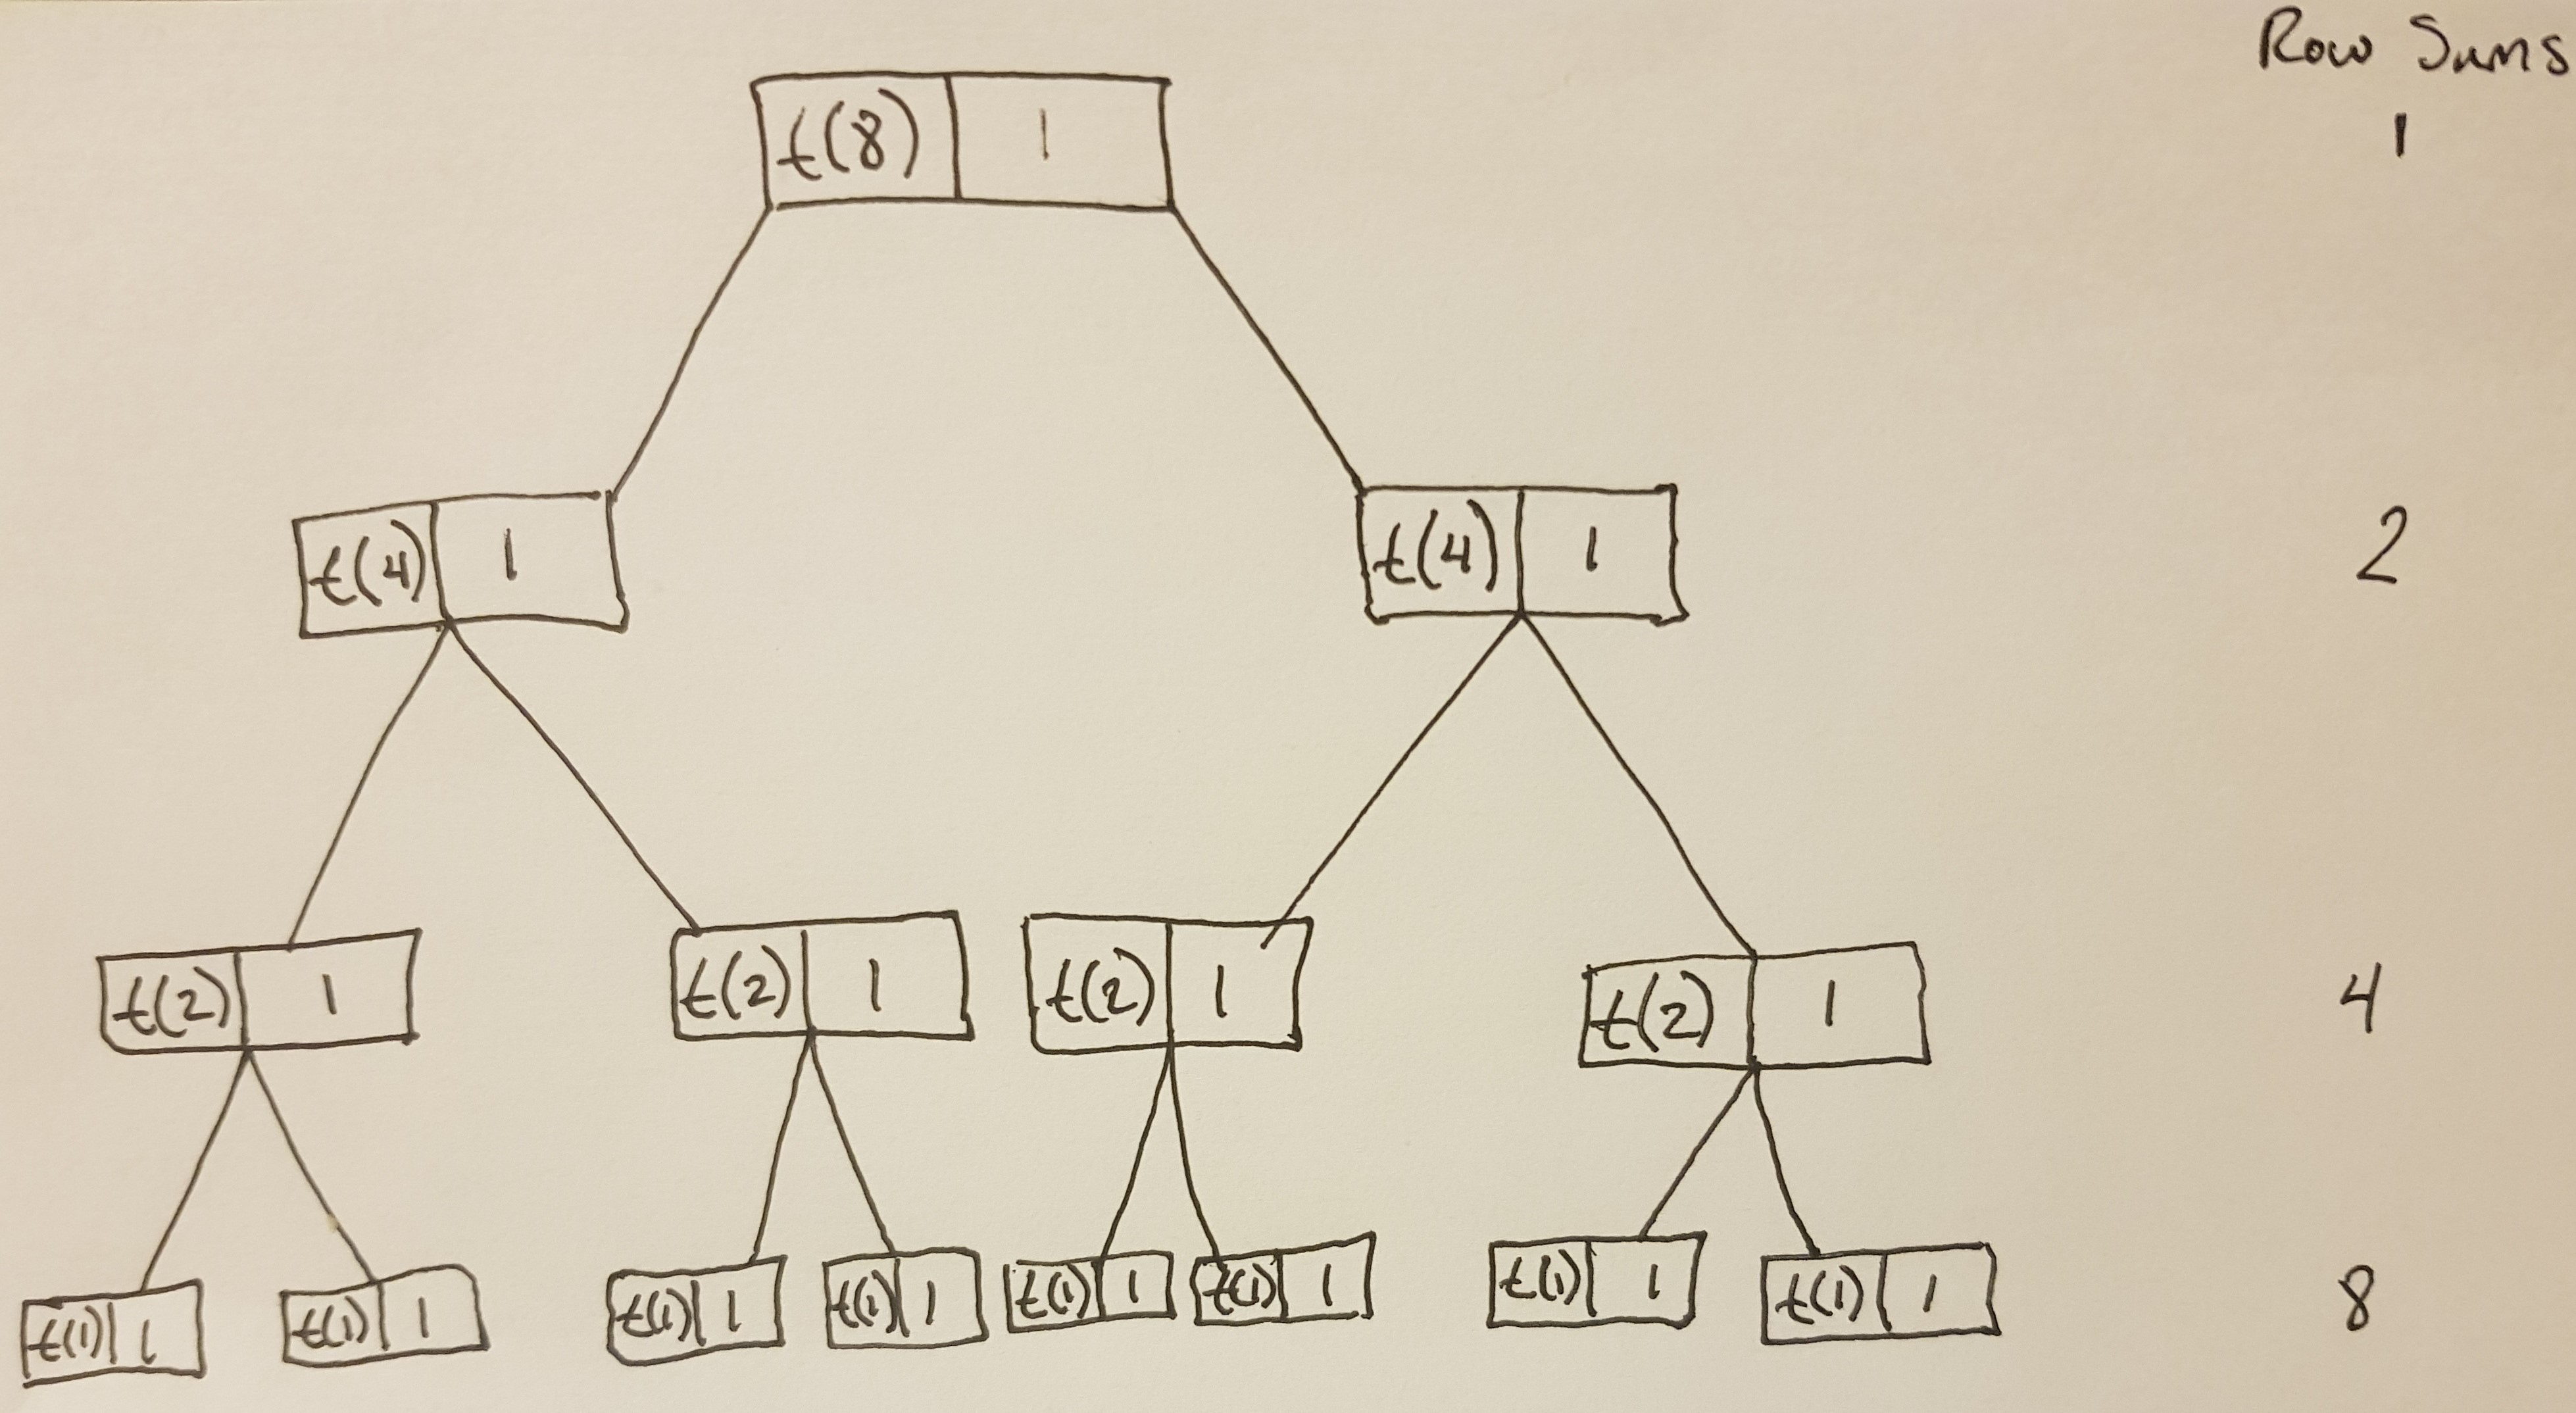 Row Sums
t(8) 1 1
t(4) 1 t(4) 1 2
t(2) 1 t(2) 1 t(2) 1 t(2) 1 4
t(1) 1 t(1) 1 t(1) 1 t(1) 1 t(1) 1 t(1) 1 t(1) 1 t(1) 1 8